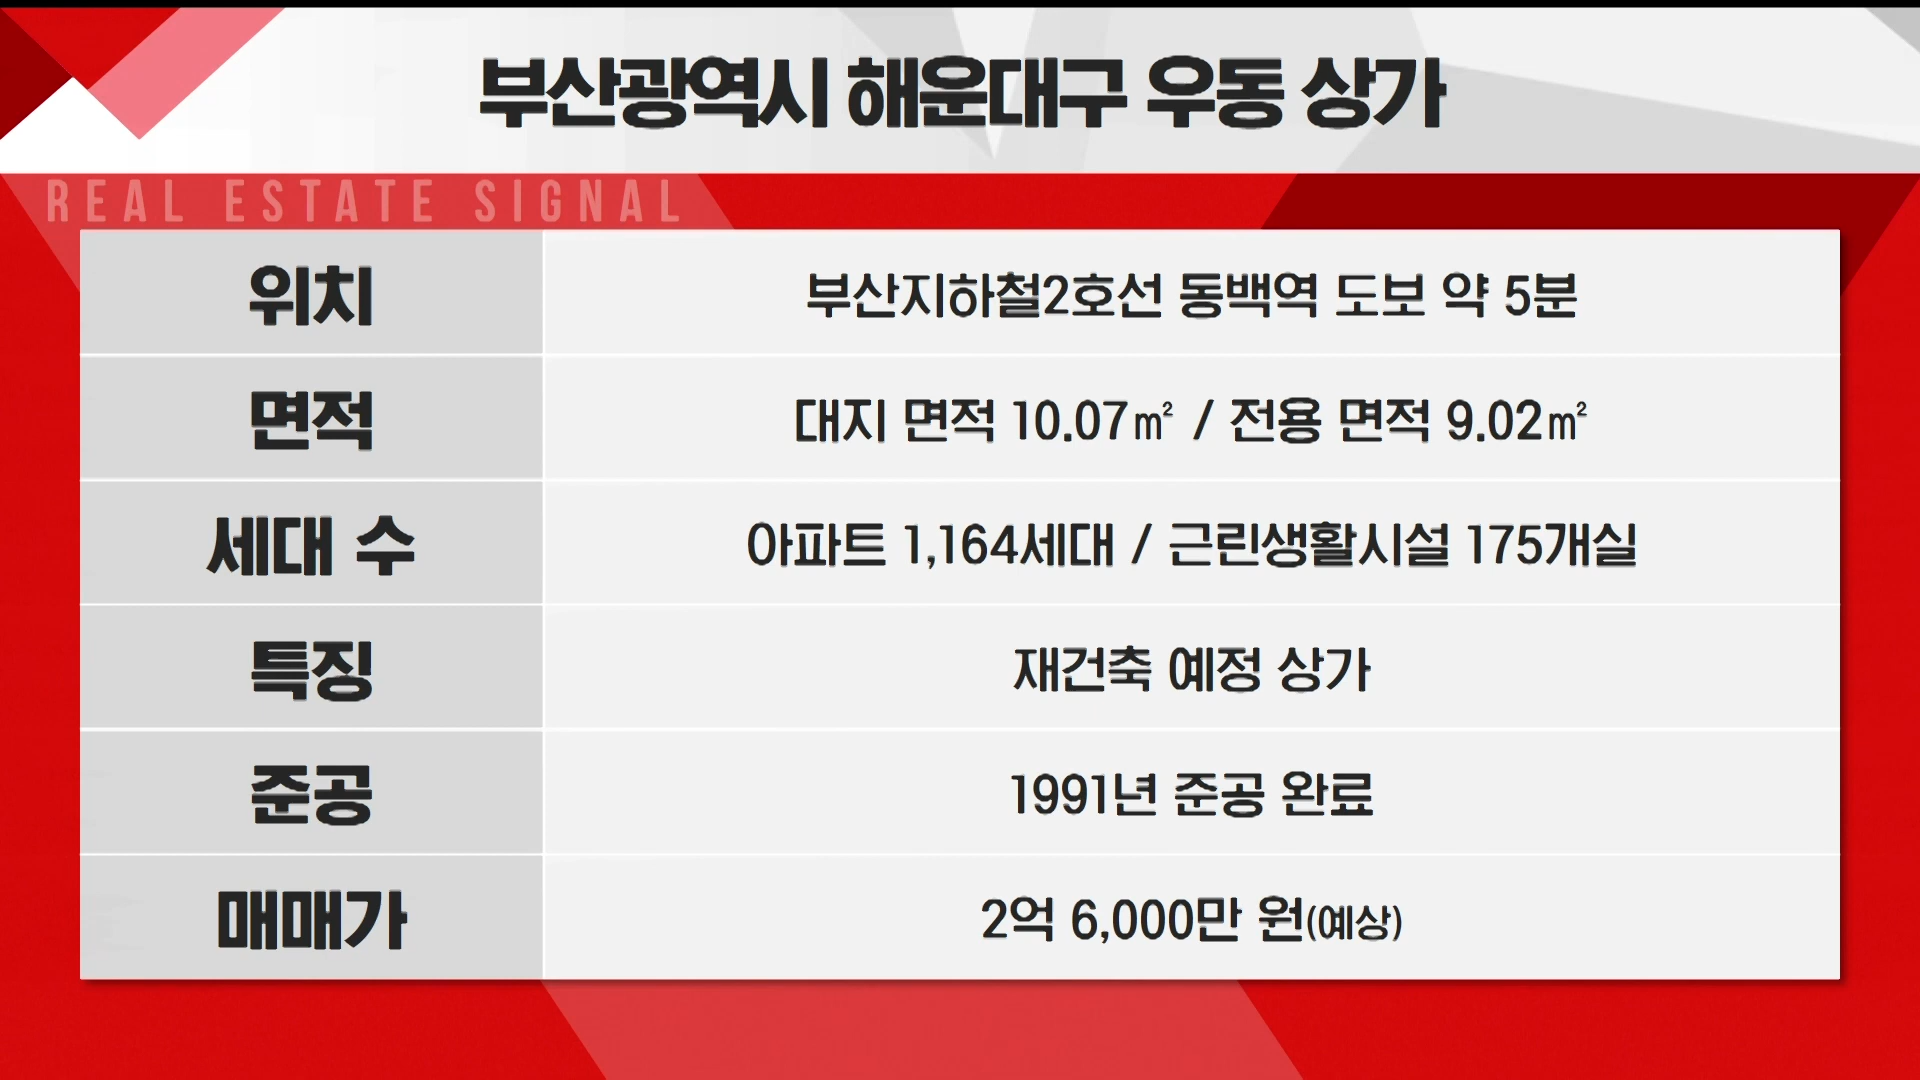 부산광역시 해운대구 우동 상가
REAL ESTATE SIGNAL
위치
부산지하철2호선 동백역 도보 약 5분
면적
대지 면적 10.07㎡ / 전용 면적 9.02㎡
세대 수
아파트 1,164세대 / 근린생활시설 175개실
특징
재건축 예정 상가
준공
1991년 준공 완료
매매가
2억 6,000만 원(예상)